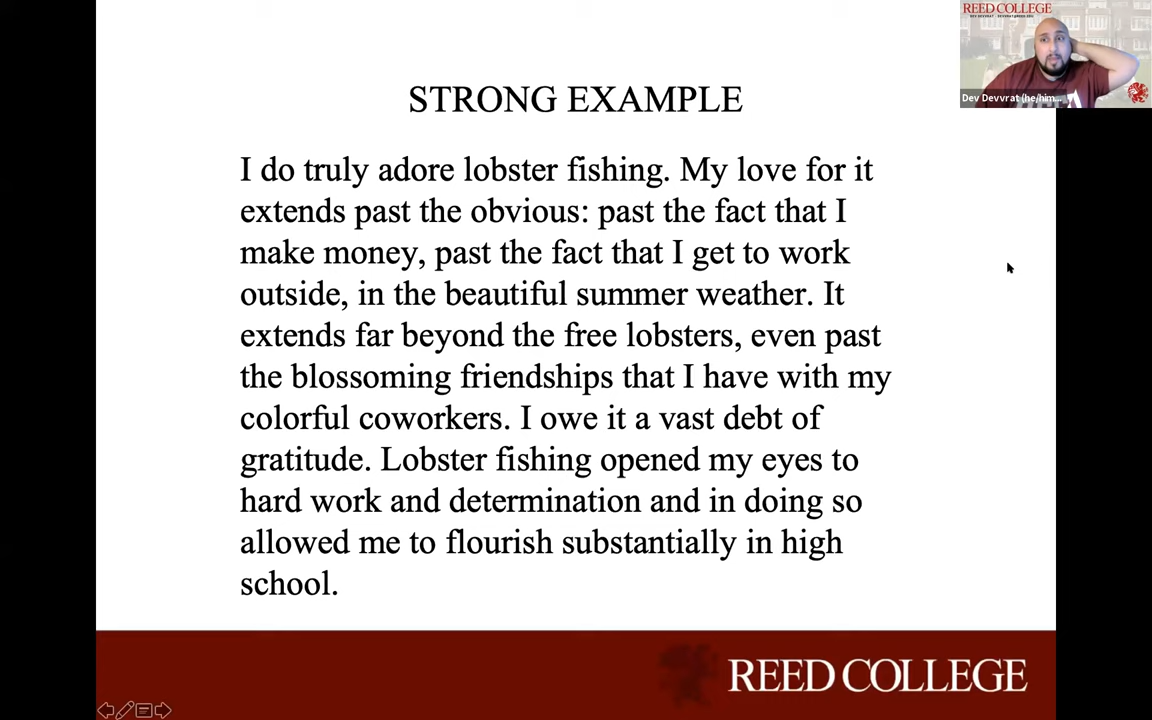 REED COLLEGE
STRONG EXAMPLE
Dev Devvrat (he/him...
I do truly adore lobster fishing. My love for it
extends past the obvious: past the fact that I
make money, past the fact that I get to work
outside, in the beautiful summer weather. It
extends far beyond the free lobsters, even past
the blossoming friendships that I have with my
colorful coworkers. I owe it a vast debt of
gratitude. Lobster fishing opened my eyes to
hard work and determination and in doing so
allowed me to flourish substantially in high
school.
REED COLLEGE